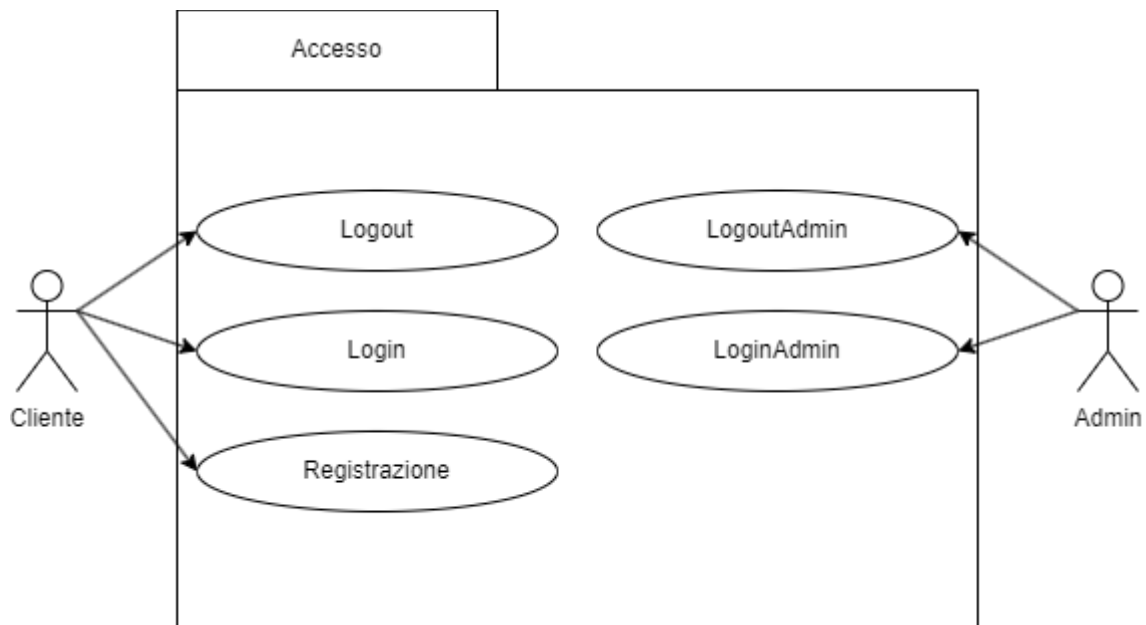 Accesso
Logout
LogoutAdmin
Login
LoginAdmin
Cliente
Admin
Registrazione